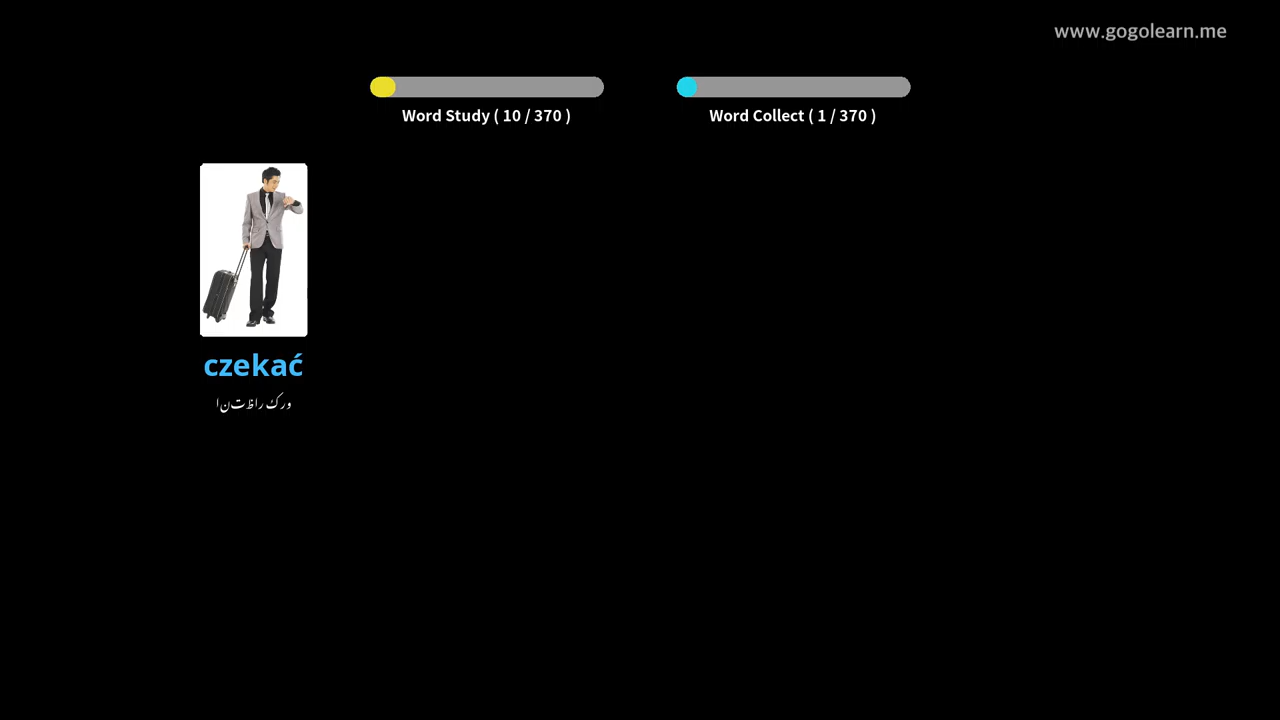 www.gogolearn.me
Word Study ( 10 / 370 )
Word Collect ( 1 / 370 )
czekać
انتظار کرو